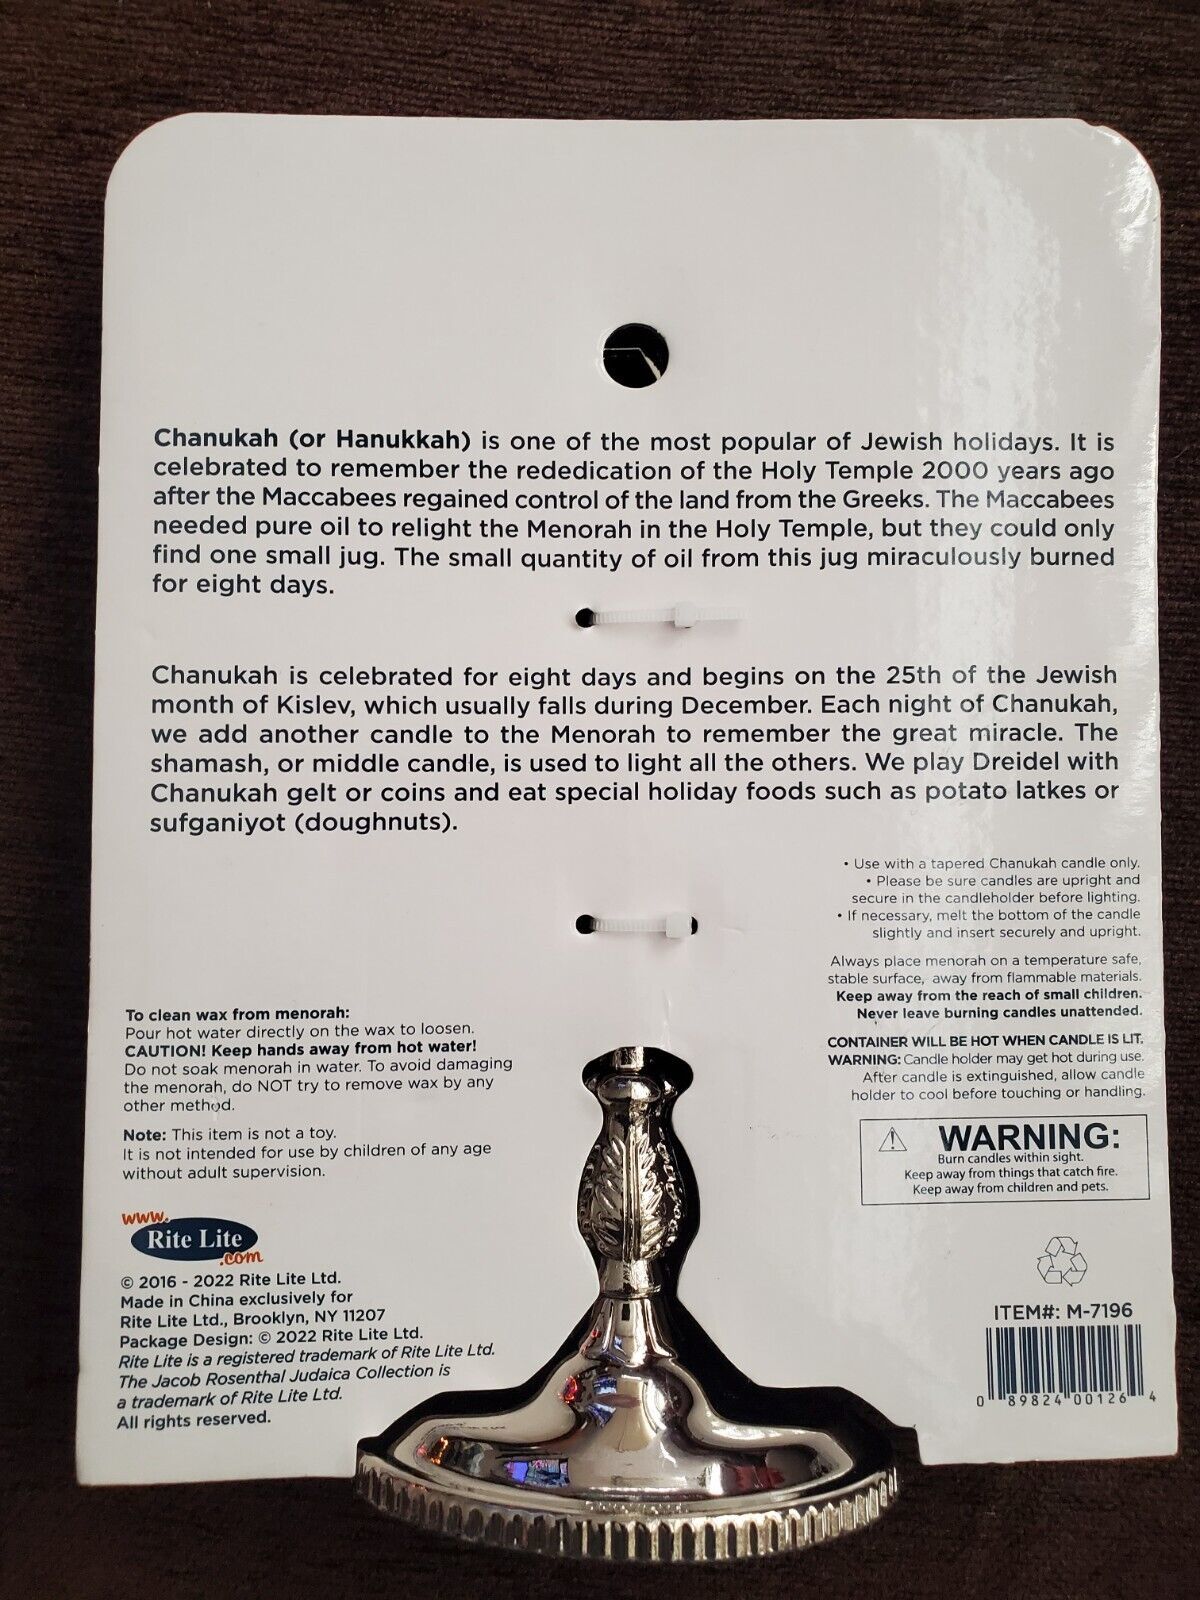 Chanukah (or Hanukkah) is one of the most popular of Jewish holidays. It is
celebrated to remember the rededication of the Holy Temple 2000 years ago
after the Maccabees regained control of the land from the Greeks. The Maccabees
needed pure oil to relight the Menorah in the Holy Temple, but they could only
find one small jug. The small quantity of oil from this jug miraculously burned
for eight days.
Chanukah is celebrated for eight days and begins on the 25th of the Jewish
month of Kislev, which usually falls during December. Each night of Chanukah,
we add another candle to the Menorah to remember the great miracle. The
shamash, or middle candle, is used to light all the others. We play Dreidel with
Chanukah gelt or coins and eat special holiday foods such as potato latkes or
sufganiyot (doughnuts).
• Use with a tapered Chanukah candle only.
• Please be sure candles are upright and
secure in the candleholder before lighting.
• If necessary, melt the bottom of the candle
slightly and insert securely and upright.
Always place menorah on a temperature safe,
stable surface, away from flammable materials.
Keep away from the reach of small children.
Never leave burning candles unattended.
CONTAINER WILL BE HOT WHEN CANDLE IS LIT.
WARNING: Candle holder may get hot during use.
After candle is extinguished, allow candle
holder to cool before touching or handling.
WARNING:
Burn candles within sight.
Keep away from things that catch fire.
Keep away from children and pets.
To clean wax from menorah:
Pour hot water directly on the wax to loosen.
CAUTION! Keep hands away from hot water!
Do not soak menorah in water. To avoid damaging
the menorah, do NOT try to remove wax by any
other method.
Note: This item is not a toy.
It is not intended for use by children of any age
without adult supervision.
www.
Rite Lite
.com
© 2016 - 2022 Rite Lite Ltd.
Made in China exclusively for
Rite Lite Ltd., Brooklyn, NY 11207
Package Design: © 2022 Rite Lite Ltd.
Rite Lite is a registered trademark of Rite Lite Ltd.
The Jacob Rosenthal Judaica Collection is
a trademark of Rite Lite Ltd.
All rights reserved.
ITEM#: M-7196
0 89824 00126 4